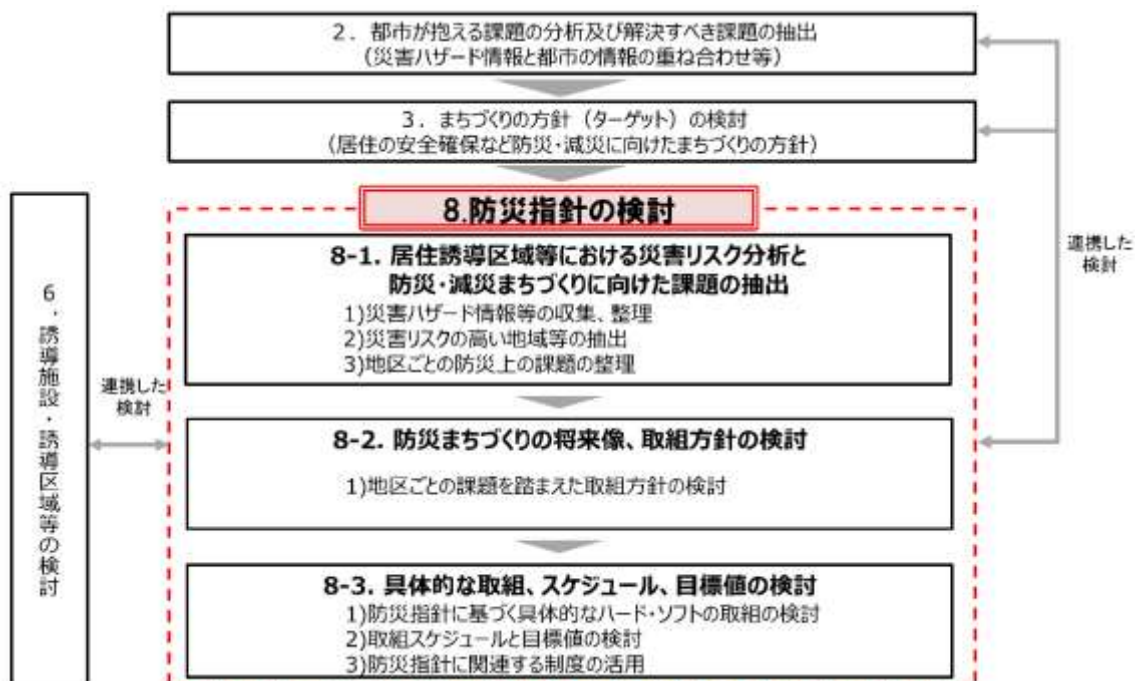 2．都市が抱える課題の分析及び解決すべき課題の抽出
（災害ハザード情報と都市の情報の重ね合わせ等）
3．まちづくりの方針（ターゲット）の検討
（居住の安全確保など防災・減災に向けたまちづくりの方針）
8.防災指針の検討
8-1. 居住誘導区域等における災害リスク分析と
防災・減災まちづくりに向けた課題の抽出
1)災害ハザード情報等の収集、整理
2)災害リスクの高い地域等の抽出
3)地区ごとの防災上の課題の整理
連携した
検討
6．誘導施設・誘導区域等の検討
連携した
検討
8-2. 防災まちづくりの将来像、取組方針の検討
1)地区ごとの課題を踏まえた取組方針の検討
8-3. 具体的な取組、スケジュール、目標値の検討
1)防災指針に基づく具体的なハード・ソフトの取組の検討
2)取組スケジュールと目標値の検討
3)防災指針に関連する制度の活用